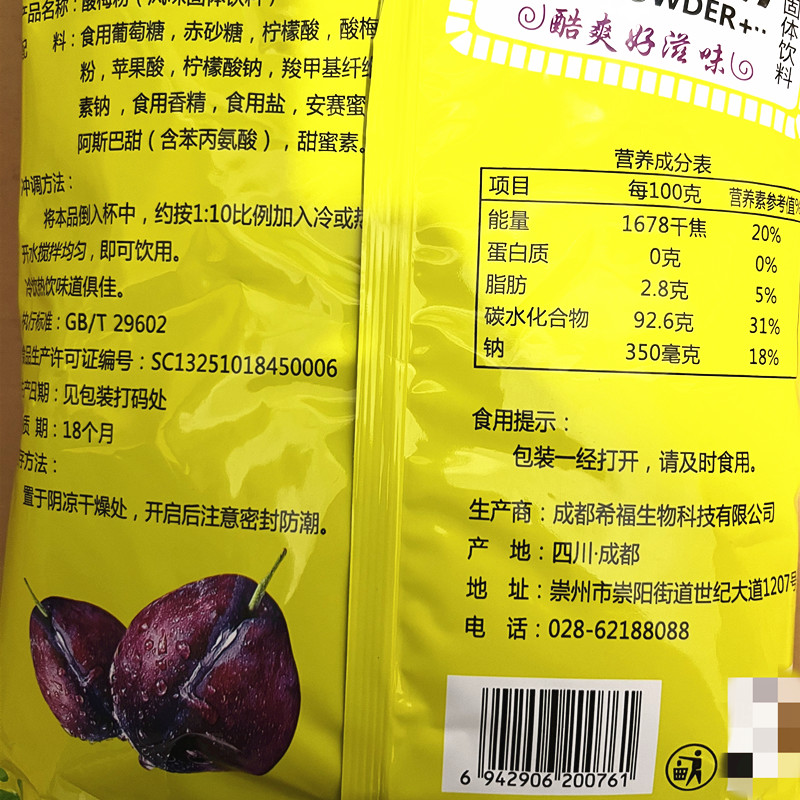 产品名称：酸梅粉（风味固体饮料）
料：食用葡萄糖，赤砂糖，柠檬酸，酸梅
粉，苹果酸，柠檬酸钠，羧甲基纤维
素钠，食用香精，食用盐，安赛蜜
阿斯巴甜（含苯丙氨酸），甜蜜素。
冲调方法：
将本品倒入杯中，约按1:10比例加入冷或热
开水搅拌均匀，即可饮用。
冷饮热饮味道俱佳。
执行标准：GB/T 29602
食品生产许可证编号：SC13251018450006
生产日期：见包装打码处
质 期：18个月
存方法：
置于阴凉干燥处，开启后注意密封防潮。
OWDER+··
酷爽好滋味
固体饮料
营养成分表
项目 每100克 营养素参考值%
能量 1678千焦 20%
蛋白质 0克 0%
脂肪 2.8克 5%
碳水化合物 92.6克 31%
钠 350毫克 18%
食用提示：
包装一经打开，请及时食用。
生产商：成都希福生物科技有限公司
产 地：四川·成都
地 址：崇州市崇阳街道世纪大道1207号
电 话：028-62188088
6 942906 200761